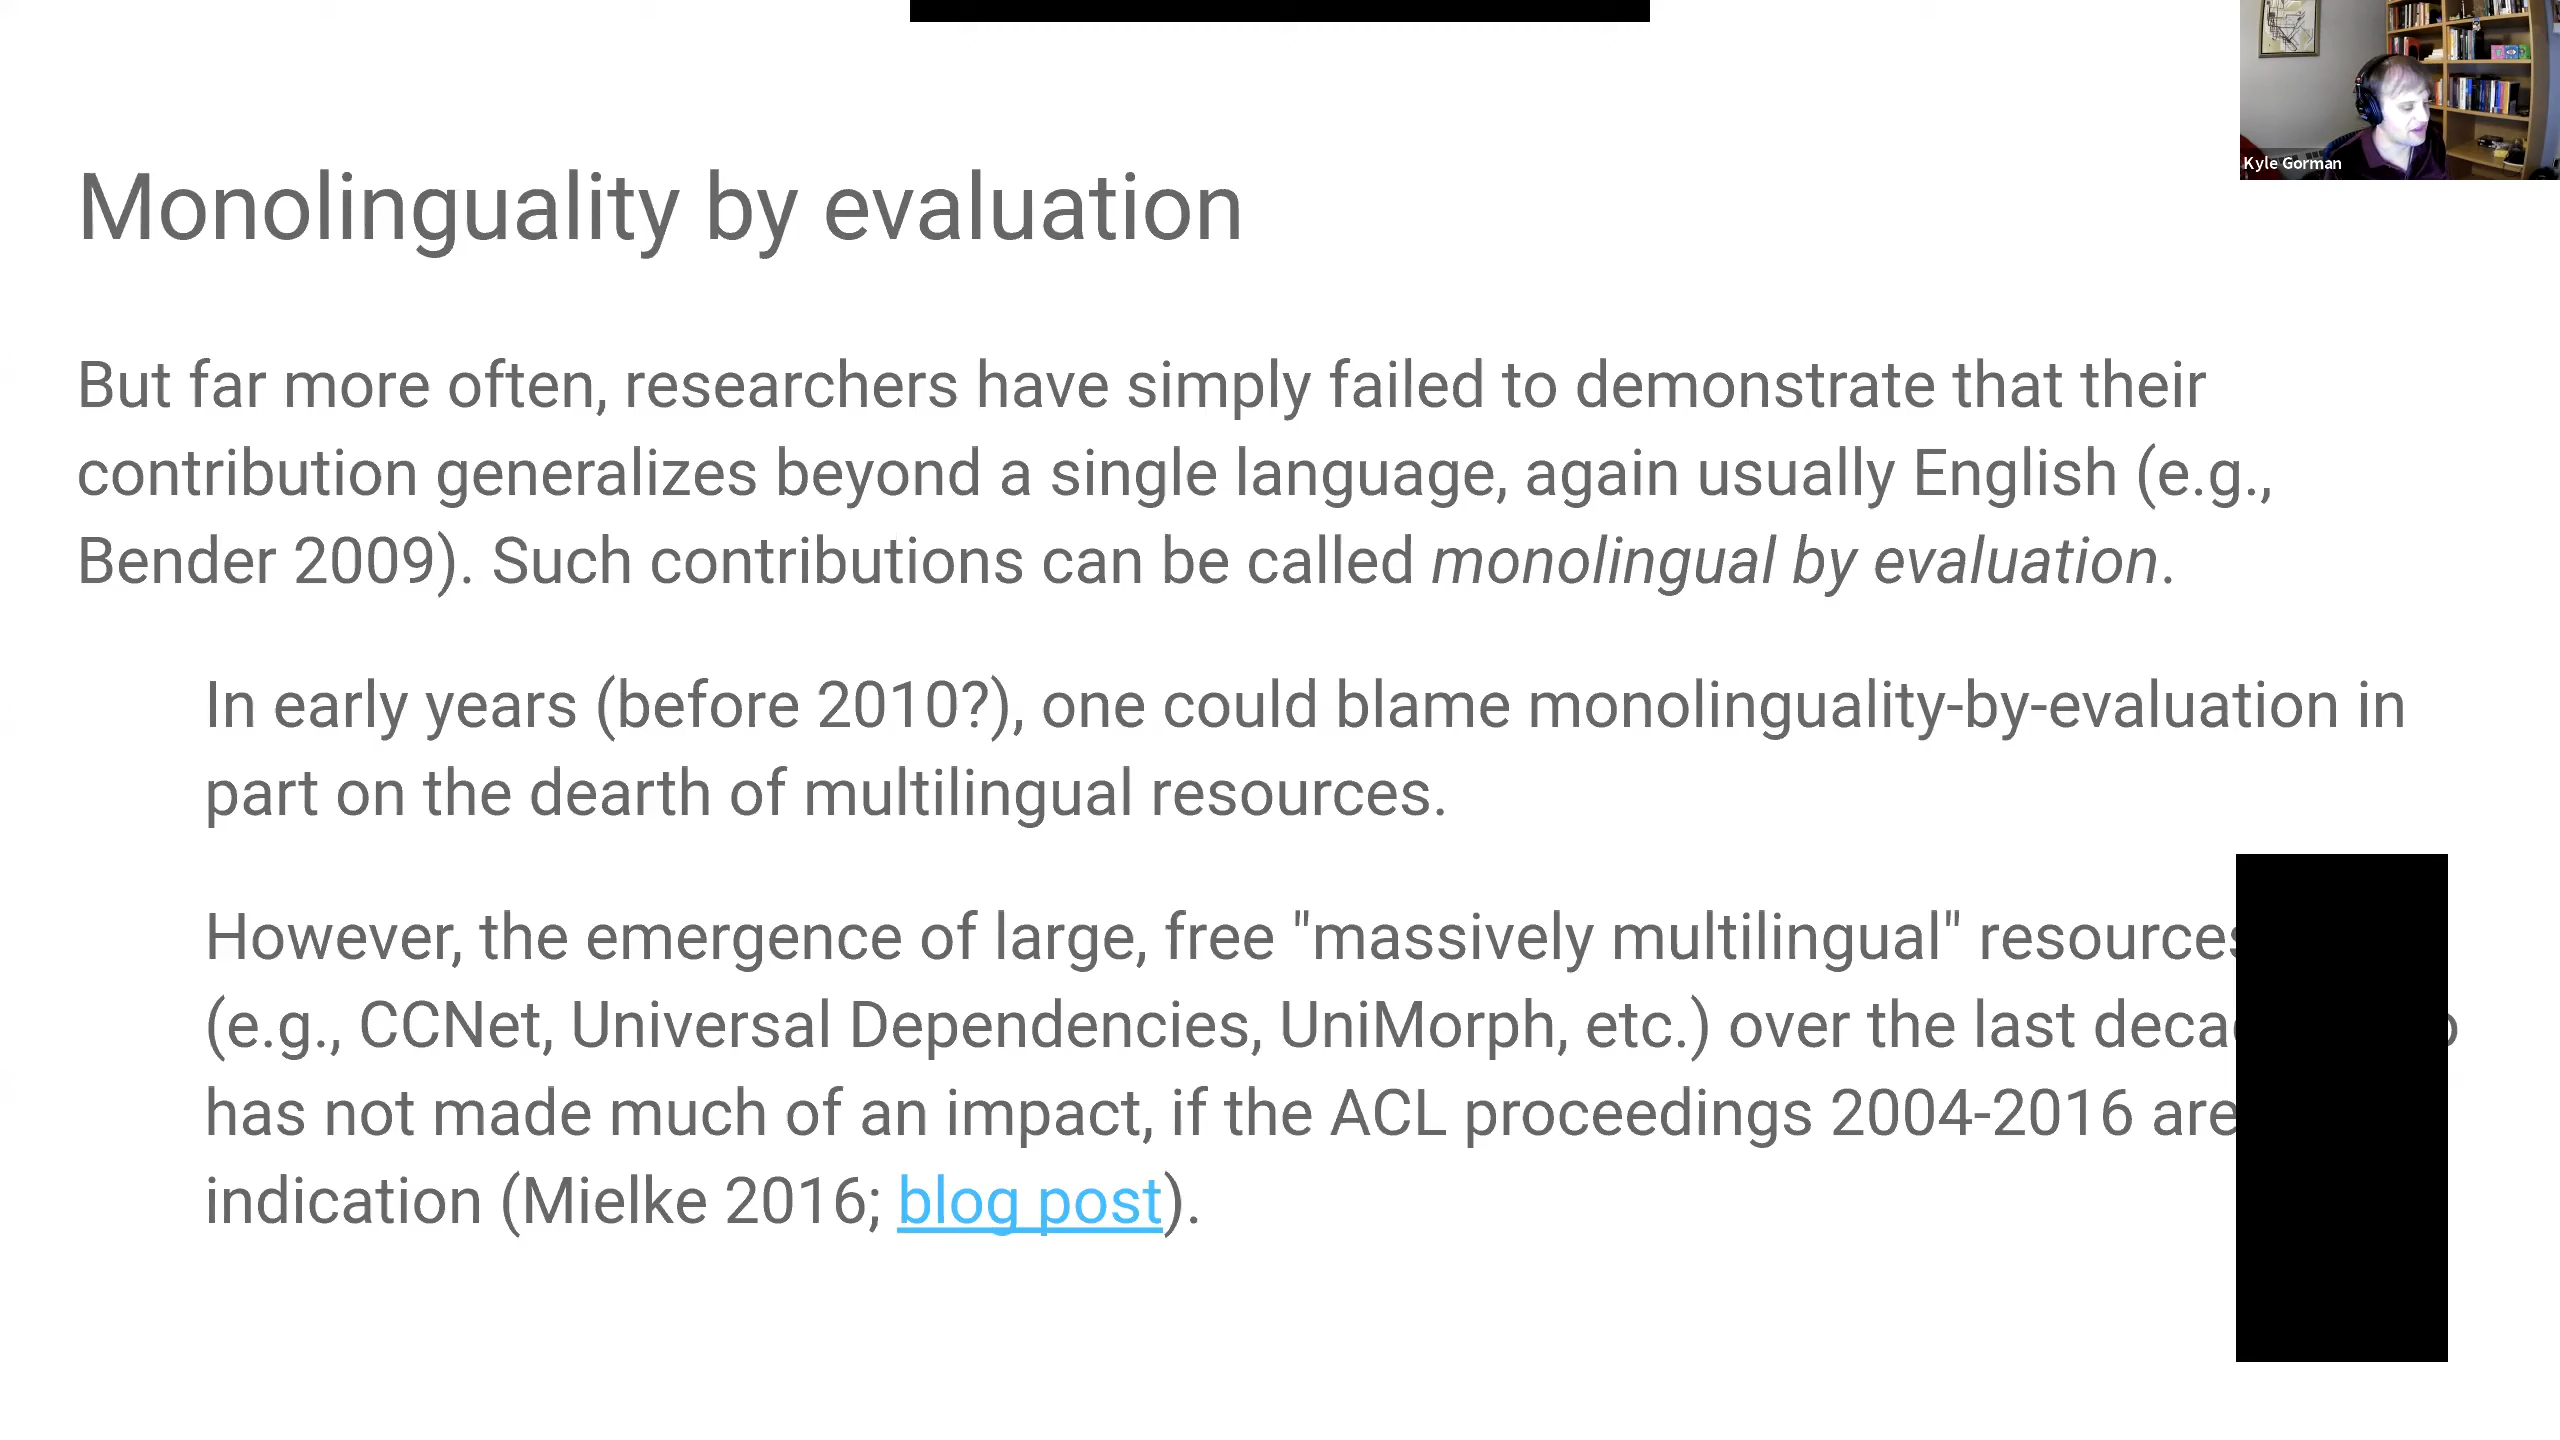 Kyle Gorman
Monolinguality by evaluation
But far more often, researchers have simply failed to demonstrate that their
contribution generalizes beyond a single language, again usually English (e.g.,
Bender 2009). Such contributions can be called monolingual by evaluation.
In early years (before 2010?), one could blame monolinguality-by-evaluation in
part on the dearth of multilingual resources.
However, the emergence of large, free "massively multilingual" resources
(e.g., CCNet, Universal Dependencies, UniMorph, etc.) over the last
has not made much of an impact, if the ACL proceedings 2004-2016 are
indication (Mielke 2016; blog post).